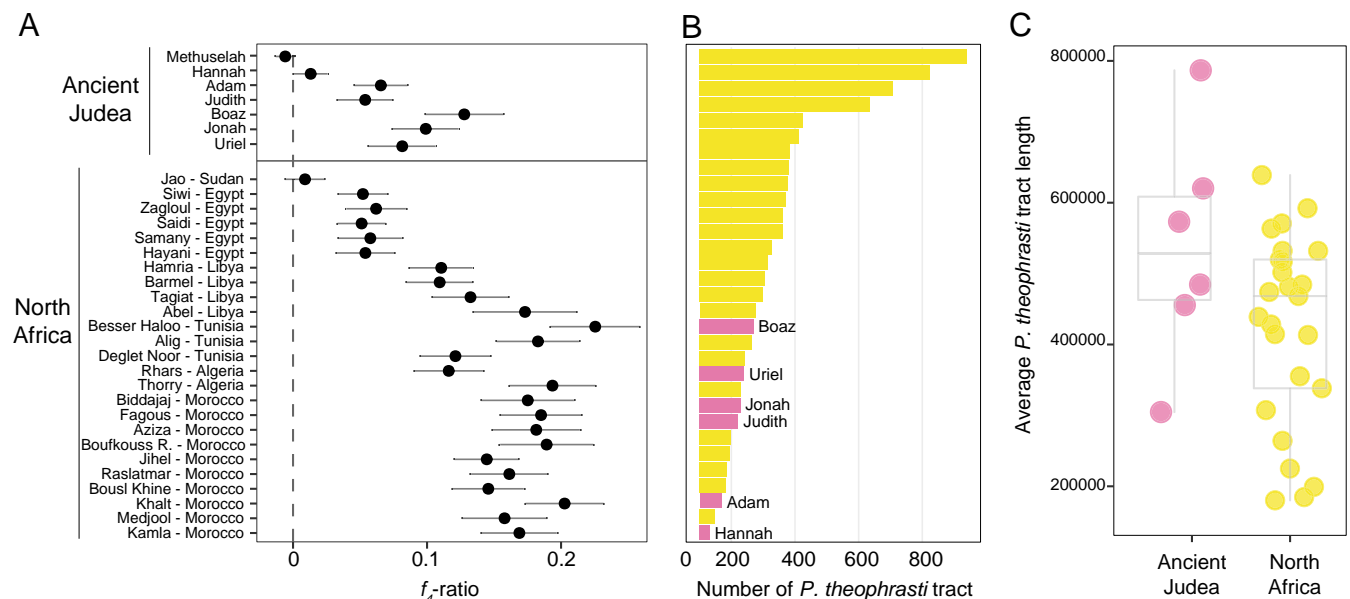 A
Ancient
Judea
Methuselah
Hannah
Adam
Judith
Boaz
Jonah
Uriel
North
Africa
Jao - Sudan
Siwi - Egypt
Zagloul - Egypt
Saidi - Egypt
Samany - Egypt
Hayani - Egypt
Hamria - Libya
Barmel - Libya
Tagiat - Libya
Abel - Libya
Besser Haloo - Tunisia
Alig - Tunisia
Deglet Noor - Tunisia
Rhars - Algeria
Thorry - Algeria
Biddajaj - Morocco
Fagous - Morocco
Aziza - Morocco
Boufkouss R. - Morocco
Jihel - Morocco
Raslatmar - Morocco
Bousl Khine - Morocco
Khalt - Morocco
Medjool - Morocco
Kamla - Morocco
0 0.1 0.2
f4-ratio
B
Boaz
Uriel
Jonah
Judith
Adam
Hannah
0 200 400 600 800
Number of P. theophrasti tract
C
Average P. theophrasti tract length
800000
600000
400000
200000
Ancient
Judea
North
Africa